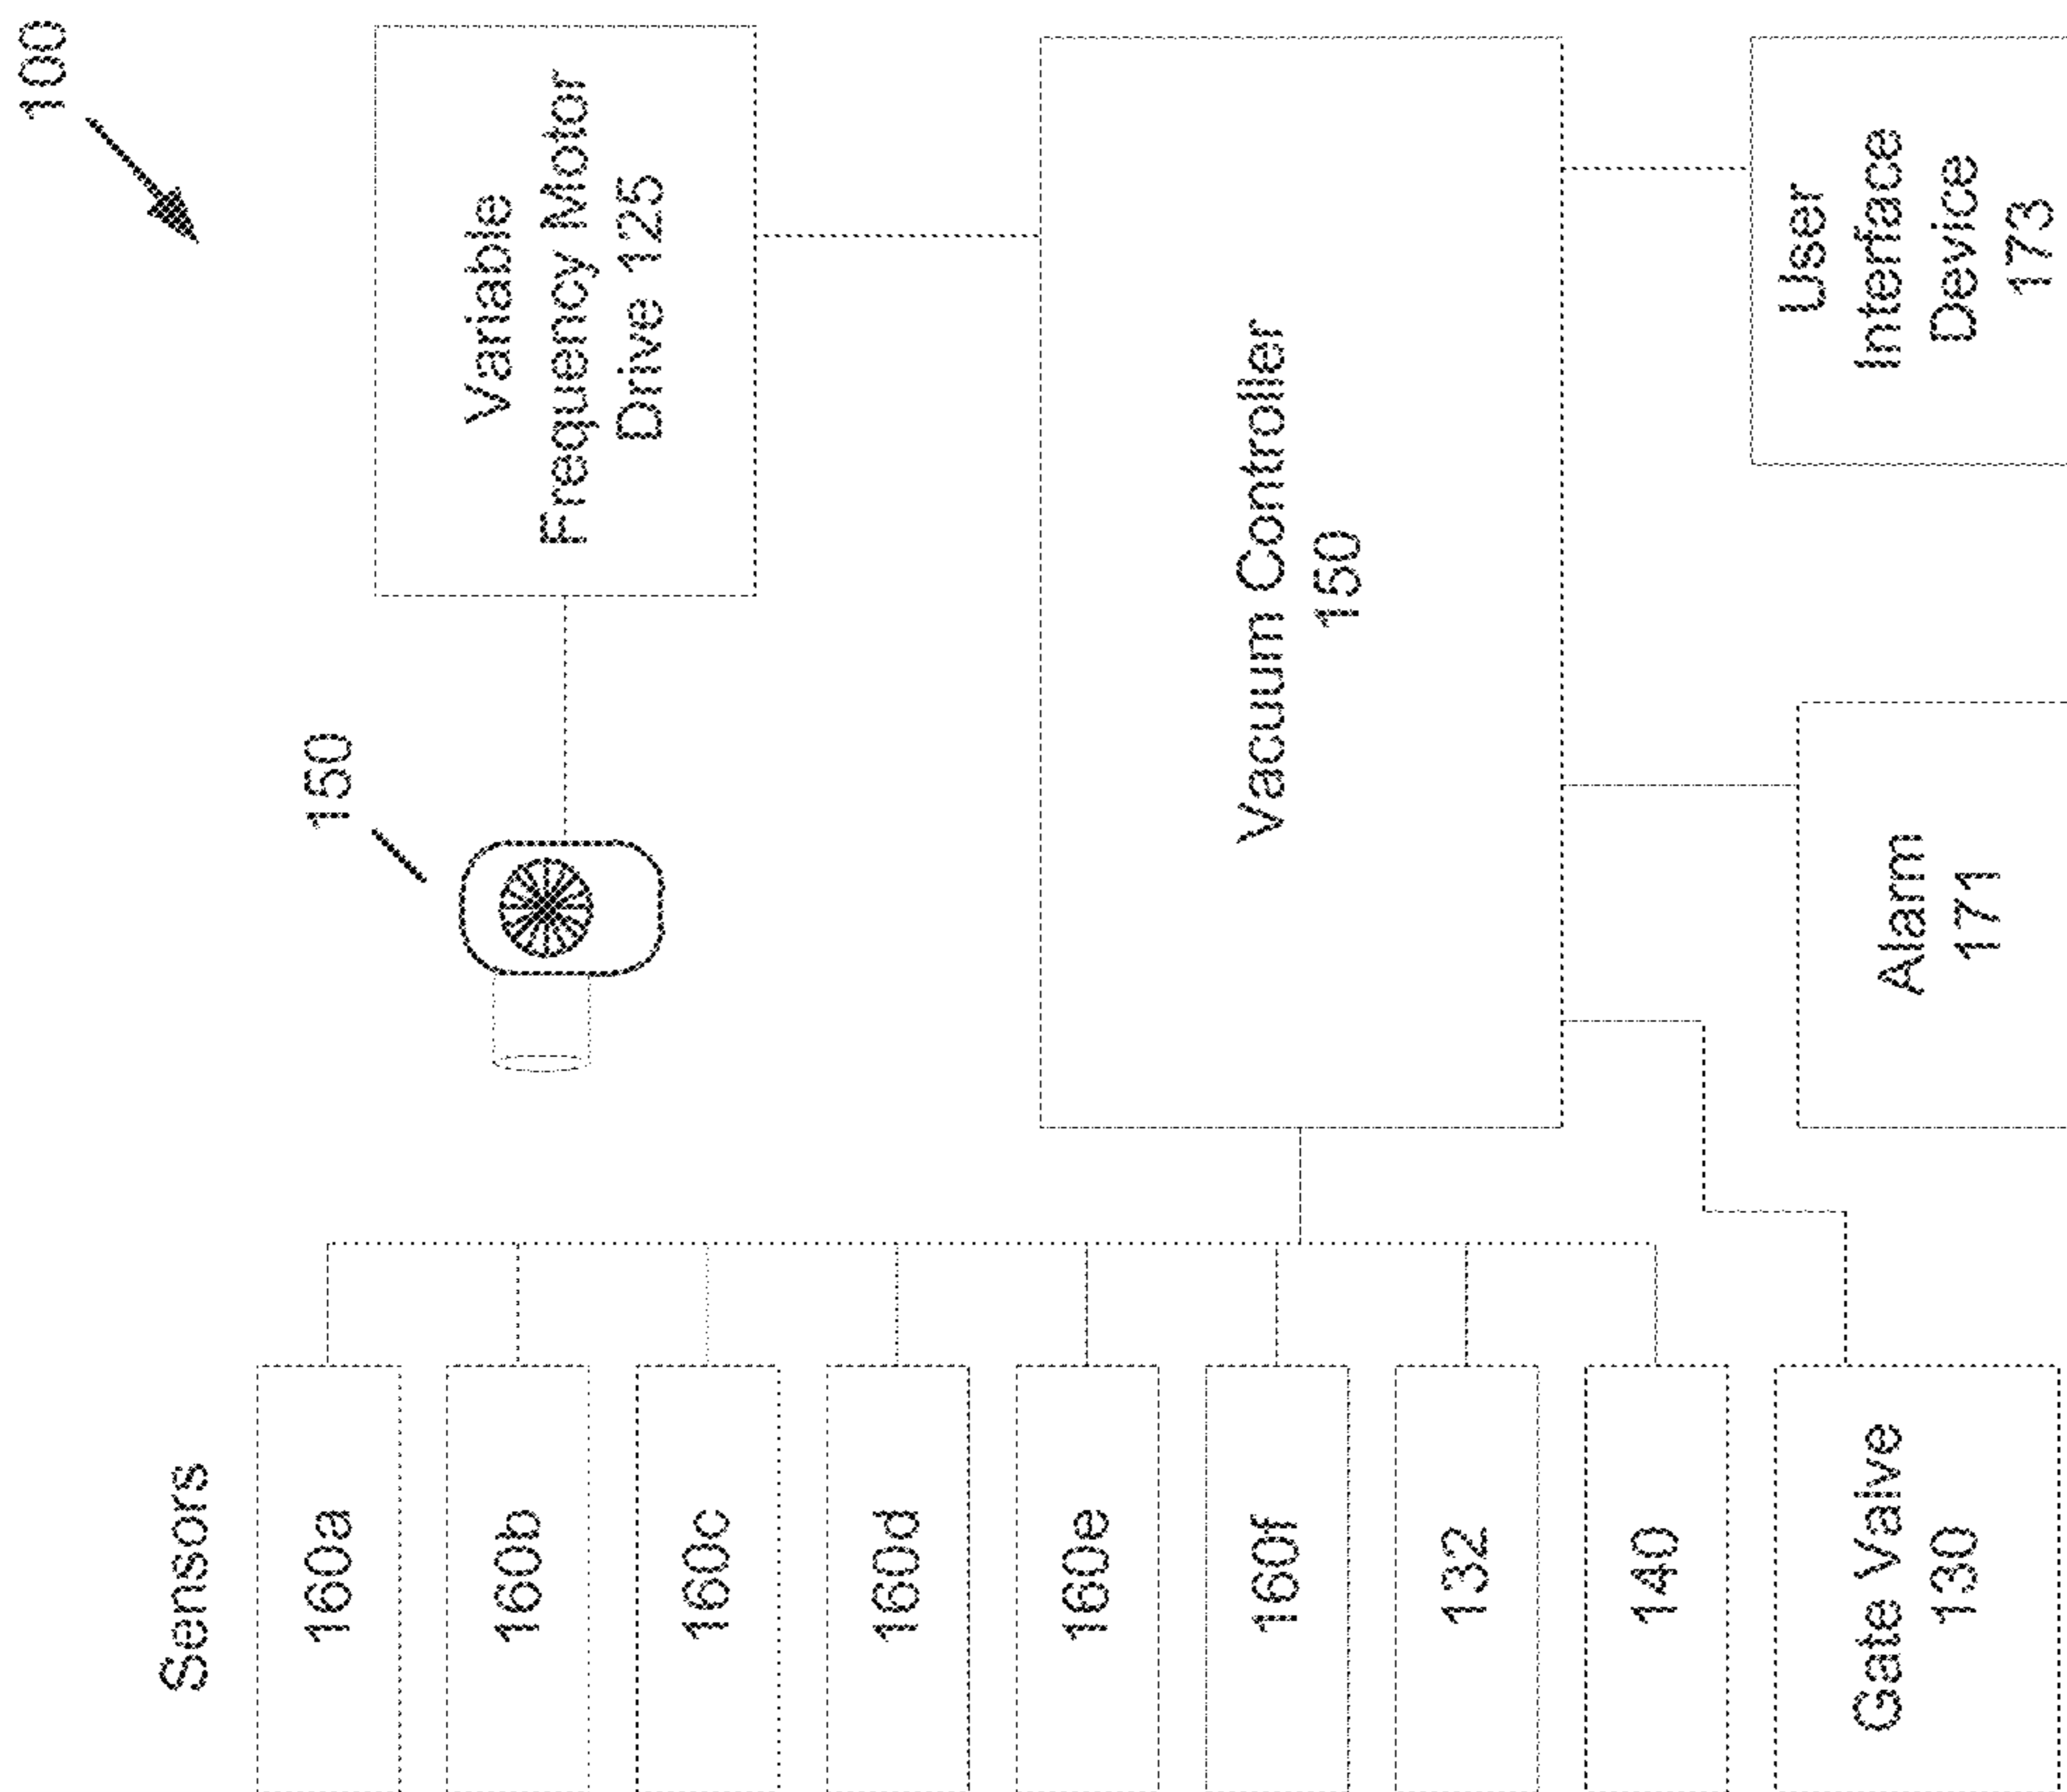 100
Sensors
160a
160b
160c
160d
160e
160f
132
140
Gate Valve
130
150
Variable
Frequency Motor
Drive 125
Vacuum Controller
150
Alarm
171
User
Interface
Device
173